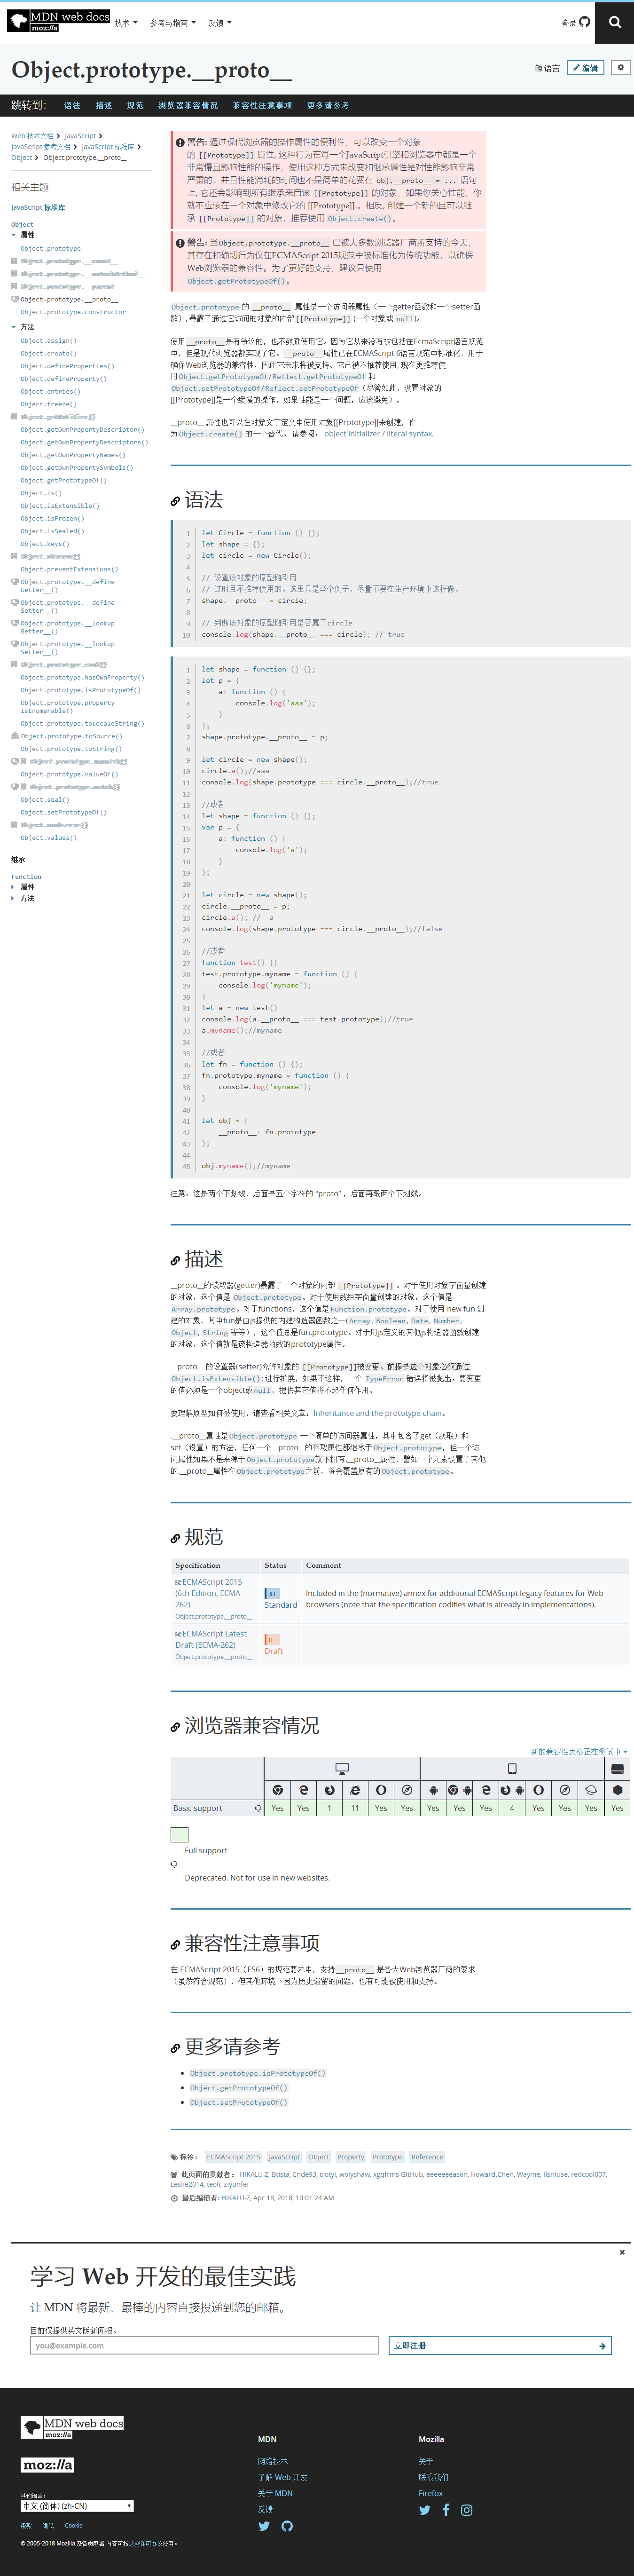 MDN web docs
moz://a
技术
参考与指南
反馈
登录
Object.prototype.__proto__
语言
编辑
跳转到：
语法
描述
规范
浏览器兼容情况
兼容性注意事项
更多请参考
Web 技术文档
JavaScript
JavaScript 参考文档
JavaScript 标准库
Object
Object.prototype.__proto__
相关主题
JavaScript 标准库
Object
属性
Object.prototype
Object.prototype.__proto__
Object.prototype.constructor
方法
Object.assign()
Object.create()
Object.defineProperties()
Object.defineProperty()
Object.entries()
Object.freeze()
Object.getOwnPropertyDescriptor()
Object.getOwnPropertyDescriptors()
Object.getOwnPropertyNames()
Object.getOwnPropertySymbols()
Object.getPrototypeOf()
Object.is()
Object.isExtensible()
Object.isFrozen()
Object.isSealed()
Object.keys()
Object.preventExtensions()
Object.prototype.__define
Getter__()
Object.prototype.__define
Setter__()
Object.prototype.__lookup
Getter__()
Object.prototype.__lookup
Setter__()
Object.prototype.hasOwnProperty()
Object.prototype.isPrototypeOf()
Object.prototype.property
IsEnumerable()
Object.prototype.toLocaleString()
Object.prototype.toSource()
Object.prototype.toString()
Object.prototype.valueOf()
Object.seal()
Object.setPrototypeOf()
Object.values()
继承
Function
属性
方法
警告: 通过现代浏览器的操作属性的便利性，可以改变一个对象
的 [[Prototype]] 属性, 这种行为在每一个JavaScript引擎和浏览器中都是一个
非常慢且影响性能的操作，使用这种方式来改变和继承属性是对性能影响非常
严重的，并且性能消耗的时间也不是简单的花费在 obj.__proto__ = ... 语句
上, 它还会影响到所有继承来自该 [[Prototype]] 的对象，如果你关心性能，你
就不应该在一个对象中修改它的 [[Prototype]].。相反, 创建一个新的且可以继
承 [[Prototype]] 的对象，推荐使用 Object.create()。
警告: 当Object.prototype.__proto__ 已被大多数浏览器厂商所支持的今天，
其存在和确切行为仅在ECMAScript 2015规范中被标准化为传统功能，以确保
Web浏览器的兼容性。为了更好的支持，建议只使用
Object.getPrototypeOf()。
Object.prototype 的 __proto__ 属性是一个访问器属性（一个getter函数和一个setter函
数）, 暴露了通过它访问的对象的内部[[Prototype]] (一个对象或 null)。
使用__proto__是有争议的，也不鼓励使用它。因为它从来没有被包括在EcmaScript语言规范
中，但是现代浏览器都实现了它。__proto__属性已在ECMAScript 6语言规范中标准化，用于
确保Web浏览器的兼容性，因此它未来将被支持。它已被不推荐使用, 现在更推荐使
用Object.getPrototypeOf/Reflect.getPrototypeOf 和
Object.setPrototypeOf/Reflect.setPrototypeOf（尽管如此，设置对象的
[[Prototype]]是一个缓慢的操作，如果性能是一个问题，应该避免）。
__proto__ 属性也可以在对象文字定义中使用对象[[Prototype]]来创建，作
为Object.create() 的一个替代。请参阅： object initializer / literal syntax。
语法
1 let Circle = function () {};
2 let shape = {};
3 let circle = new Circle();
4
5 // 设置该对象的原型链引用
6 // 过时且不推荐使用的。这里只是举个例子，尽量不要在生产环境中这样做。
7 shape.__proto__ = circle;
8
9 // 判断该对象的原型链引用是否属于circle
10 console.log(shape.__proto__ === circle); // true
1 let shape = function () {};
2 let p = {
3 a: function () {
4 console.log('aaa');
5 }
6 };
7 shape.prototype.__proto__ = p;
8
9 let circle = new shape();
10 circle.a();//aaa
11 console.log(shape.prototype === circle.__proto__);//true
12
13 //或者
14 let shape = function () {};
15 var p = {
16 a: function () {
17 console.log('a');
18 }
19 };
20
21 let circle = new shape();
22 circle.__proto__ = p;
23 circle.a(); // a
24 console.log(shape.prototype === circle.__proto__);//false
25
26 //或者
27 function test() {}
28 test.prototype.myname = function () {
29 console.log('myname');
30 }
31 let a = new test()
32 console.log(a.__proto__ === test.prototype);//true
33 a.myname();//myname
34
35 //或者
36 let fn = function () {};
37 fn.prototype.myname = function () {
38 console.log('myname');
39 }
40
41 let obj = {
42 __proto__: fn.prototype
43 };
44
45 obj.myname();//myname
注意。这是两个下划线，后面是五个字符的 “proto” ，后面再跟两个下划线。
描述
__proto__的读取器(getter)暴露了一个对象的内部 [[Prototype]] 。对于使用对象字面量创建
的对象，这个值是 Object.prototype。对于使用数组字面量创建的对象，这个值是
Array.prototype。对于functions，这个值是Function.prototype。对于使用 new fun 创
建的对象，其中fun是由js提供的内建构造器函数之一(Array, Boolean, Date, Number,
Object, String 等等），这个值总是fun.prototype。对于用js定义的其他js构造器函数创建
的对象，这个值就是该构造器函数的prototype属性。
__proto__ 的设置器(setter)允许对象的 [[Prototype]]被变更。前提是这个对象必须通过
Object.isExtensible(): 进行扩展，如果不这样，一个 TypeError 错误将被抛出。要变更
的值必须是一个object或null，提供其它值将不起任何作用。
要理解原型如何被使用，请查看相关文章：Inheritance and the prototype chain。
.__proto__属性是Object.prototype 一个简单的访问器属性，其中包含了get（获取）和
set（设置）的方法，任何一个__proto__的存取属性都继承于Object.prototype，但一个访
问属性如果不是来源于Object.prototype就不拥有.__proto__属性，譬如一个元素设置了其他
的.__proto__属性在Object.prototype之前，将会覆盖原有的Object.prototype。
规范
Specification Status Comment
ECMAScript 2015
(6th Edition, ECMA-
262)
Object.prototype.__proto__
ST
Standard
Included in the (normative) annex for additional ECMAScript legacy features for Web
browsers (note that the specification codifies what is already in implementations).
ECMAScript Latest
Draft (ECMA-262)
Object.prototype.__proto__
D
Draft
浏览器兼容情况
新的兼容性表格正在测试中
Basic support Yes Yes 1 11 Yes Yes Yes Yes Yes 4 Yes Yes Yes Yes
Full support
Deprecated. Not for use in new websites.
兼容性注意事项
在 ECMAScript 2015（ES6）的规范要求中，支持__proto__ 是各大Web浏览器厂商的要求
（虽然符合规范），但其他环境下因为历史遗留的问题，也有可能被使用和支持。
更多请参考
Object.prototype.isPrototypeOf()
Object.getPrototypeOf()
Object.setPrototypeOf()
标签： ECMAScript 2015 JavaScript Object Property Prototype Reference
此页面的贡献者： HIKALU-Z, Btista, Ende93, trotyl, wolyshaw, xgqfrms-GitHub, eeeeeeeason, Howard.Chen, Wayme, lisniuse, redcool007,
Leslie2014, teoli, ziyunfei
最后编辑者: HIKALU-Z, Apr 18, 2018, 10:01:24 AM
学习 Web 开发的最佳实践
让 MDN 将最新、最棒的内容直接投递到您的邮箱。
目前仅提供英文版新闻报。
you@example.com
立即注册
MDN web docs
moz://a
moz://a
其他语言：
中文 (简体) (zh-CN)
条款
隐私
Cookie
© 2005-2018 Mozilla 及各贡献者 内容可按这些许可协议使用。
MDN
网络技术
了解 Web 开发
关于 MDN
反馈
Mozilla
关于
联系我们
Firefox